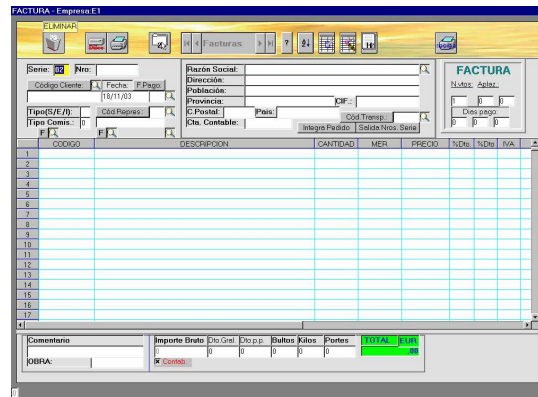 FACTURA - Empresa:E1
ELIMINAR
Facturas
Serie: 02 Nro:
Código Cliente: Fecha: F.Pago:
18/11/03
Tipo(S/E/I): Cód.Repres.:
Tipo Comis.: 0
F F
Razón Social:
Dirección:
Población:
Provincia: CIF.:
C.Postal: Pais:
Cta. Contable: Cód.Transp.:
Integra Pedido Salida Nros. Serie
FACTURA
N.vtos: Aplaz.:
1 0 0
Dias pago:
0 0 0
CODIGO DESCRIPCION CANTIDAD MER. PRECIO %Dto. %Dto IVA
1
2
3
4
5
6
7
8
9
10
11
12
13
14
15
16
17
Comentario
OBRA:
Importe Bruto Dto.Gral. Dto.p.p. Bultos Kilos Portes TOTAL EUR
0 0 0 0 0 0 ,00
Contab.
0